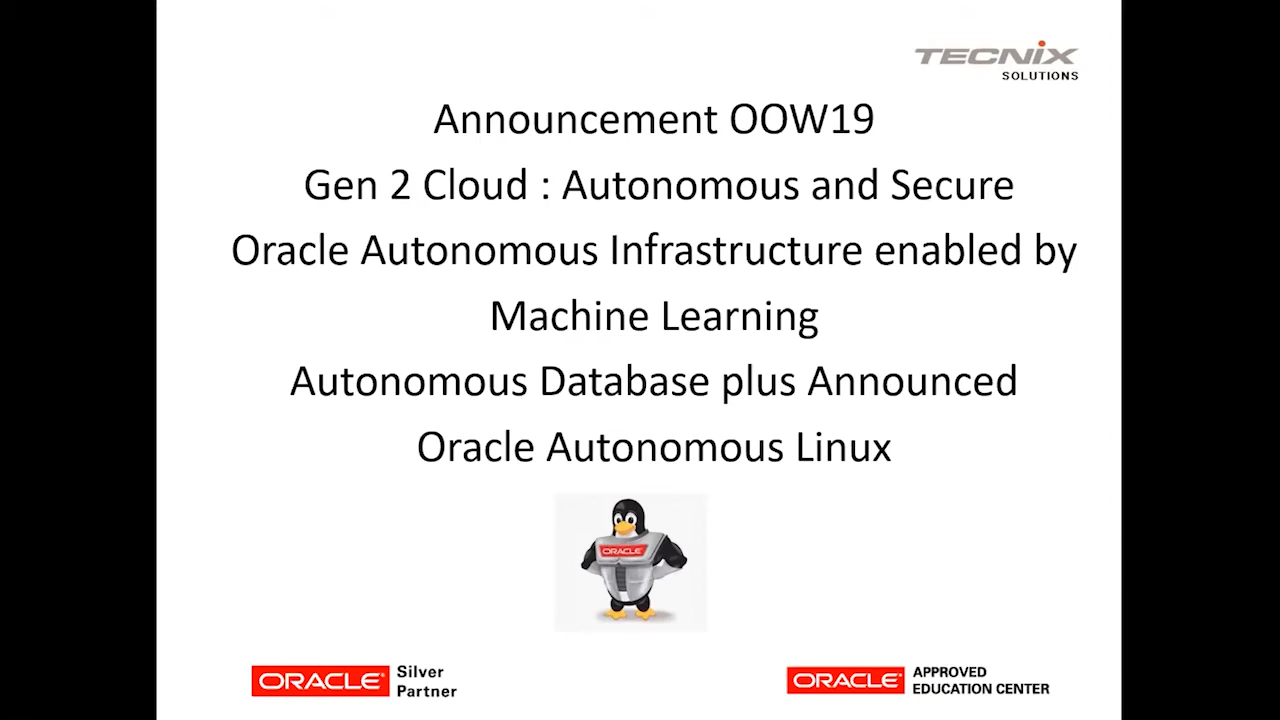 TECNiX
SOLUTIONS
Announcement OOW19
Gen 2 Cloud : Autonomous and Secure
Oracle Autonomous Infrastructure enabled by
Machine Learning
Autonomous Database plus Announced
Oracle Autonomous Linux
ORACLE
ORACLE® Silver
Partner
ORACLE® APPROVED
EDUCATION CENTER